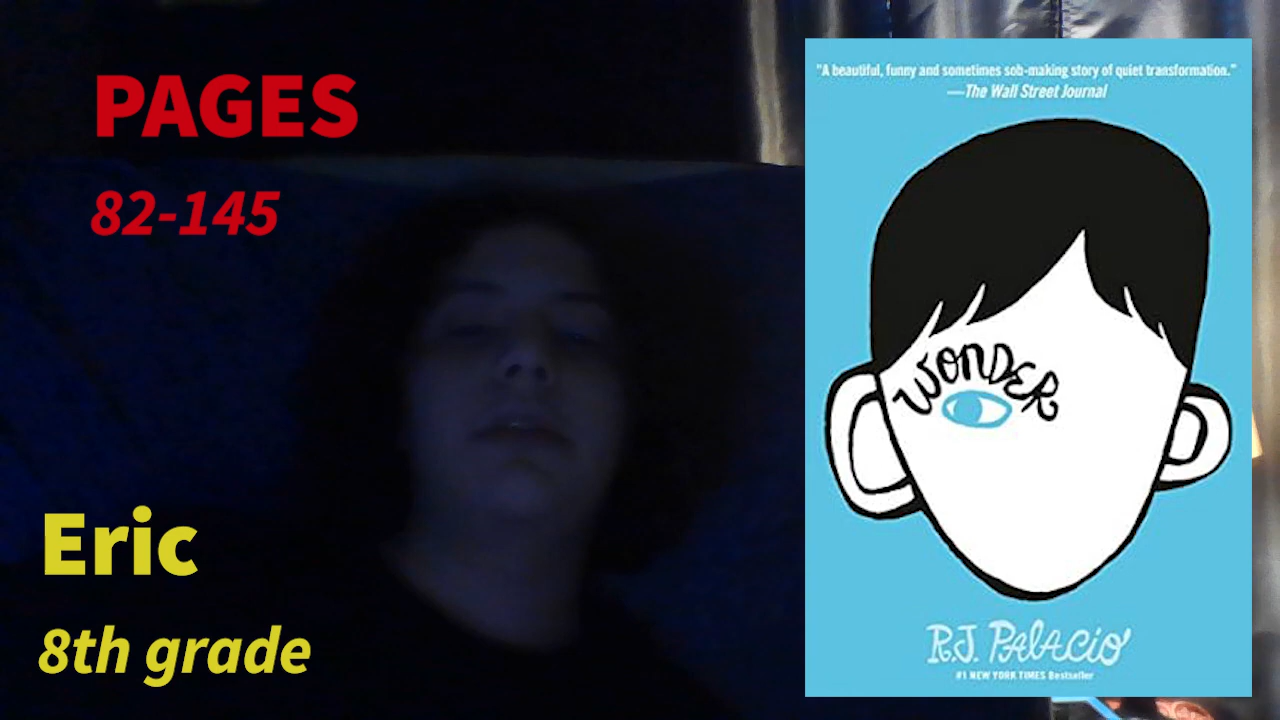 PAGES
82-145
Eric
8th grade
"A beautiful, funny and sometimes sob-making story of quiet transformation."
—The Wall Street Journal
WONDER
R.J. PALACIO
#1 NEW YORK TIMES Bestseller